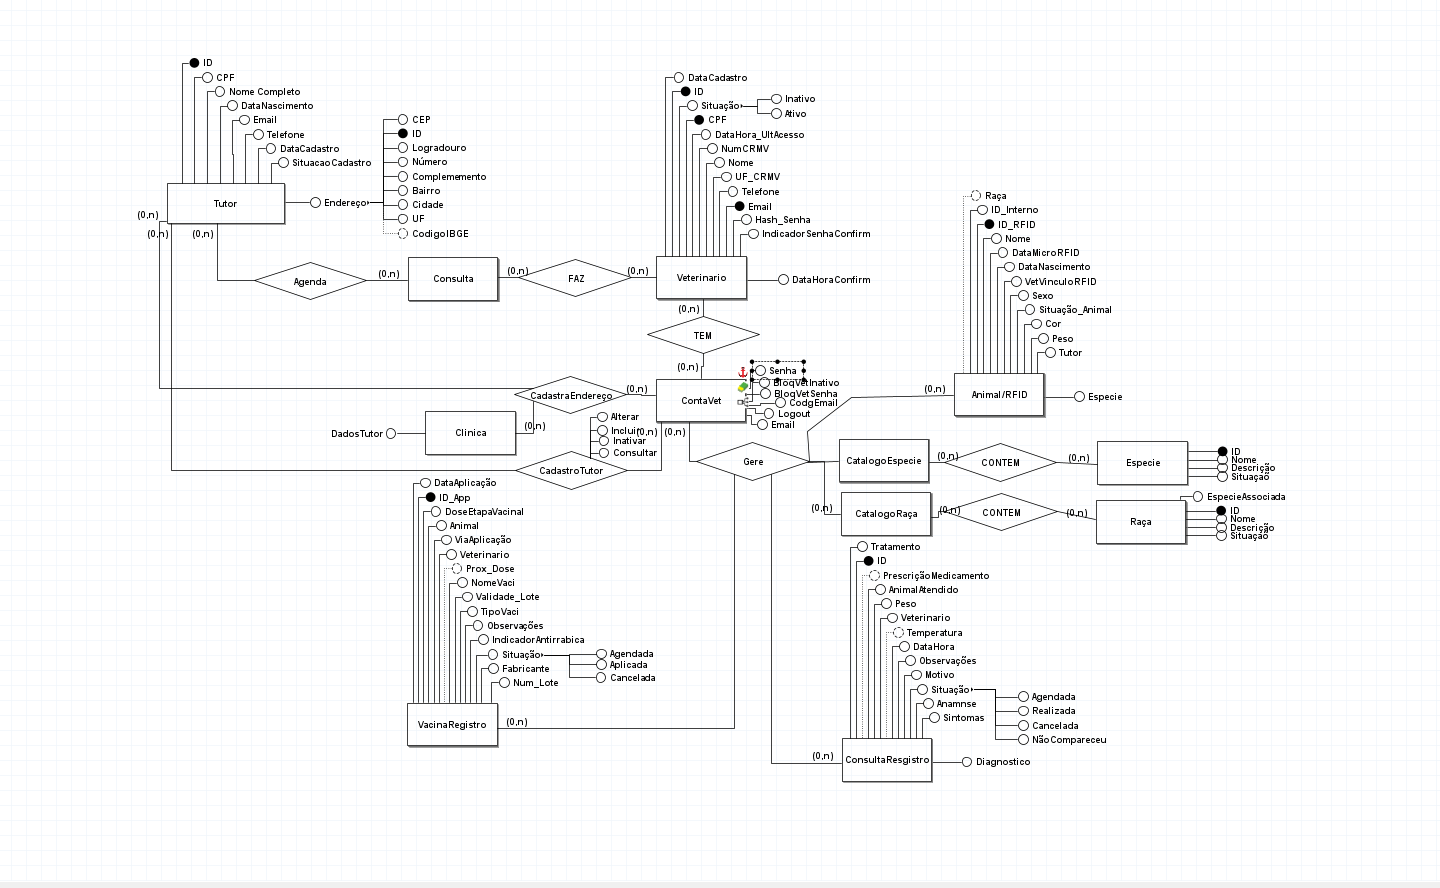 ID
CPF
Nome Completo
DataNascimento
Email
Telefone
DataCadastro
SituacaoCadastro
Tutor
Endereço
CEP
ID
Logradouro
Número
Complemento
Bairro
Cidade
UF
CodigoIBGE
(0,n)
(0,n)
(0,n)
Agenda
(0,n)
Consulta
(0,n)
FAZ
(0,n)
DataCadastro
ID
Situação
Inativo
Ativo
CPF
DataHora_UltAcesso
NumCRMV
Nome
UF_CRMV
Telefone
Email
Hash_Senha
IndicadorSenhaConfirm
Veterinario
DataHoraConfirm
(0,n)
TEM
(0,n)
ContaVet
Senha
BloqVetInativo
BloqVetSenha
CodgEmail
Logout
Email
CadastraEndereço
(0,n)
DadosTutor
Clinica
(0,n)
Alterar
Incluir
Inativar
Consultar
(0,n)
(0,n)
CadastroTutor
Gere
Raça
ID_Interno
ID_RFID
Nome
DataMicroRFID
DataNascimento
VetVinculoRFID
Sexo
Situação_Animal
Cor
Peso
Tutor
(0,n)
Animal/RFID
Especie
CatalogoEspecie
(0,n)
CONTEM
(0,n)
Especie
ID
Nome
Descrição
Situação
(0,n)
CatalogoRaça
(0,n)
CONTEM
(0,n)
Raça
EspecieAssociada
ID
Nome
Descrição
Situação
DataAplicação
ID_App
DoseEtapaVacinal
Animal
ViaAplicação
Veterinario
Prox_Dose
NomeVaci
Validade_Lote
TipoVaci
Observações
IndicadorAntirrabica
Situação
Agendada
Aplicada
Cancelada
Fabricante
Num_Lote
VacinaRegistro
(0,n)
Tratamento
ID
PrescriçãoMedicamento
AnimalAtendido
Peso
Veterinario
Temperatura
DataHora
Observações
Motivo
Situação
Agendada
Realizada
Cancelada
NãoCompareceu
Anamnse
Sintomas
(0,n)
ConsultaResgistro
Diagnostico